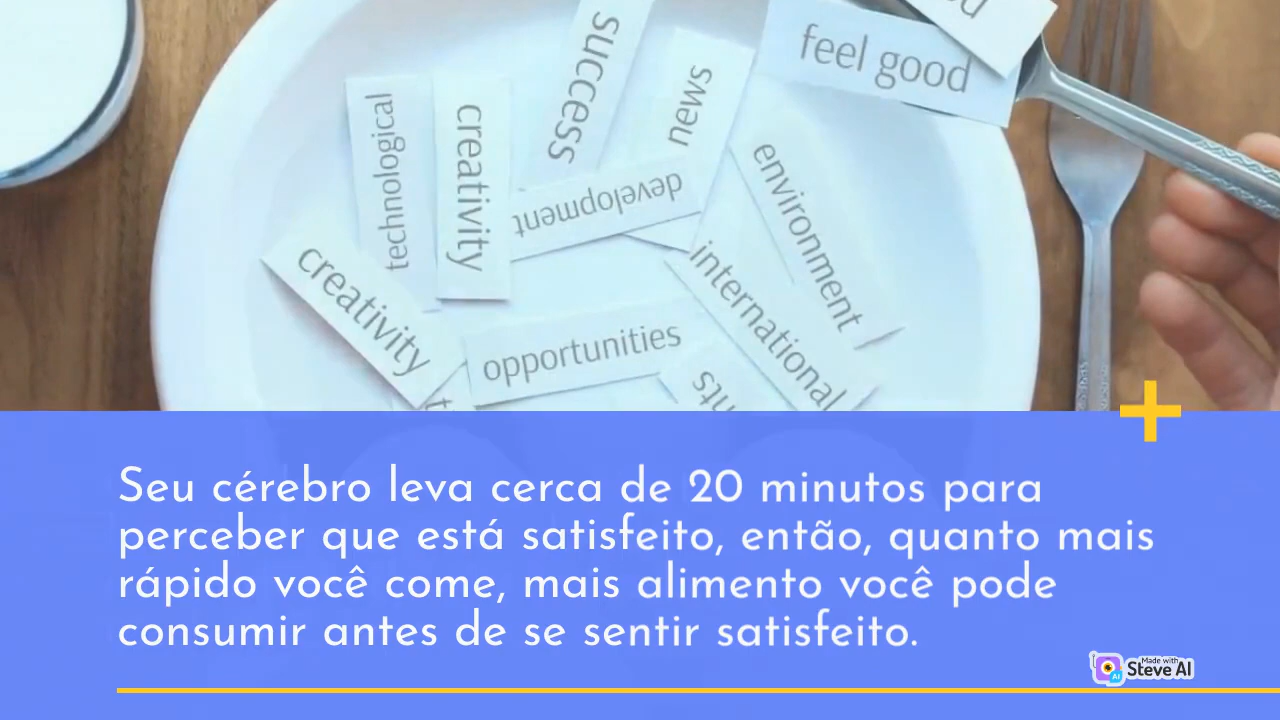 success
feel good
news
technological
creativity
development
environment
creativity
international
opportunities
Seu cérebro leva cerca de 20 minutos para
perceber que está satisfeito, então, quanto mais
rápido você come, mais alimento você pode
consumir antes de se sentir satisfeito.
Made with
Steve AI